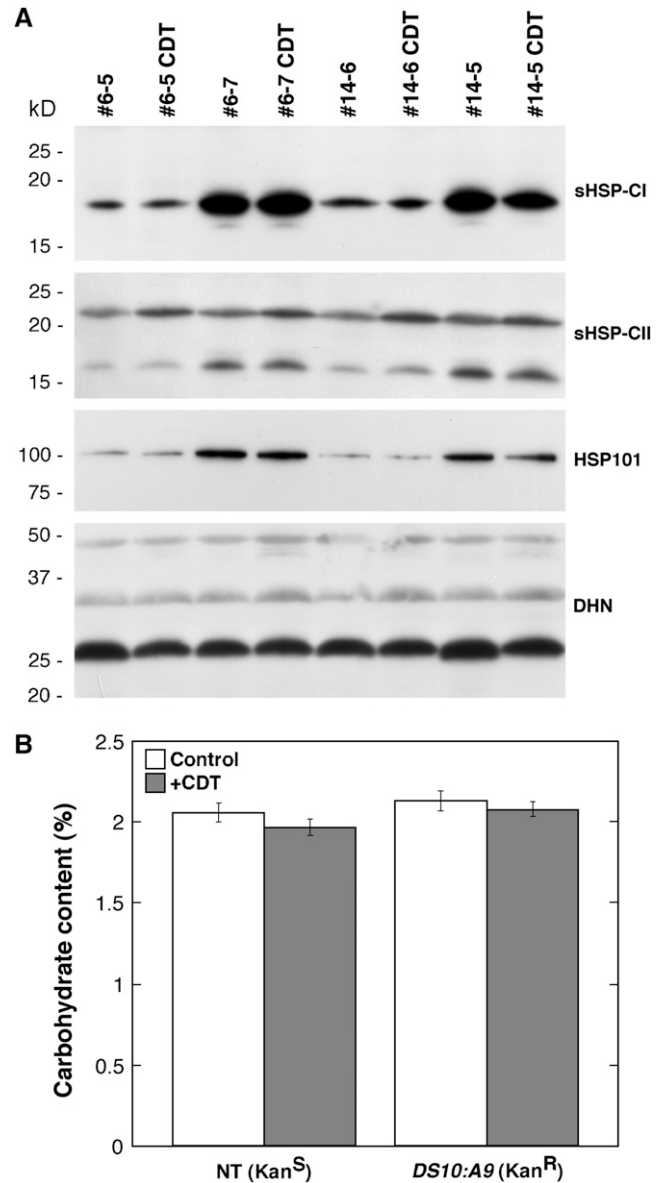 A
kD
#6-5
#6-5 CDT
#6-7
#6-7 CDT
#14-6
#14-6 CDT
#14-5
#14-5 CDT
25 -
20 -
15 -
sHSP-CI
25 -
20 -
15 -
sHSP-CII
100 -
75 -
HSP101
50 -
37 -
25 -
20 -
DHN
B
Carbohydrate content (%)
2.5
2
1.5
1
0.5
0
Control
+CDT
NT (KanS)
DS10:A9 (KanR)